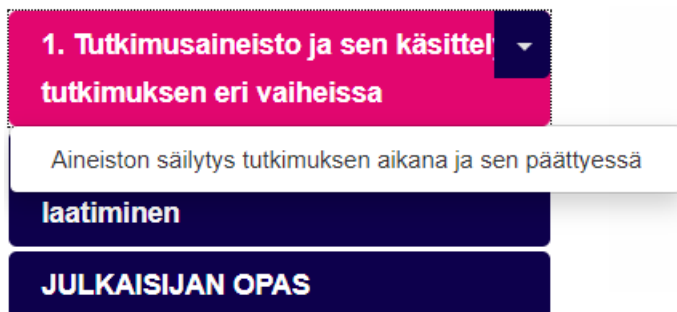 1. Tutkimusaineisto ja sen käsittel
tutkimuksen eri vaiheissa
Aineiston säilytys tutkimuksen aikana ja sen päättyessä
laatiminen
JULKAISIJAN OPAS